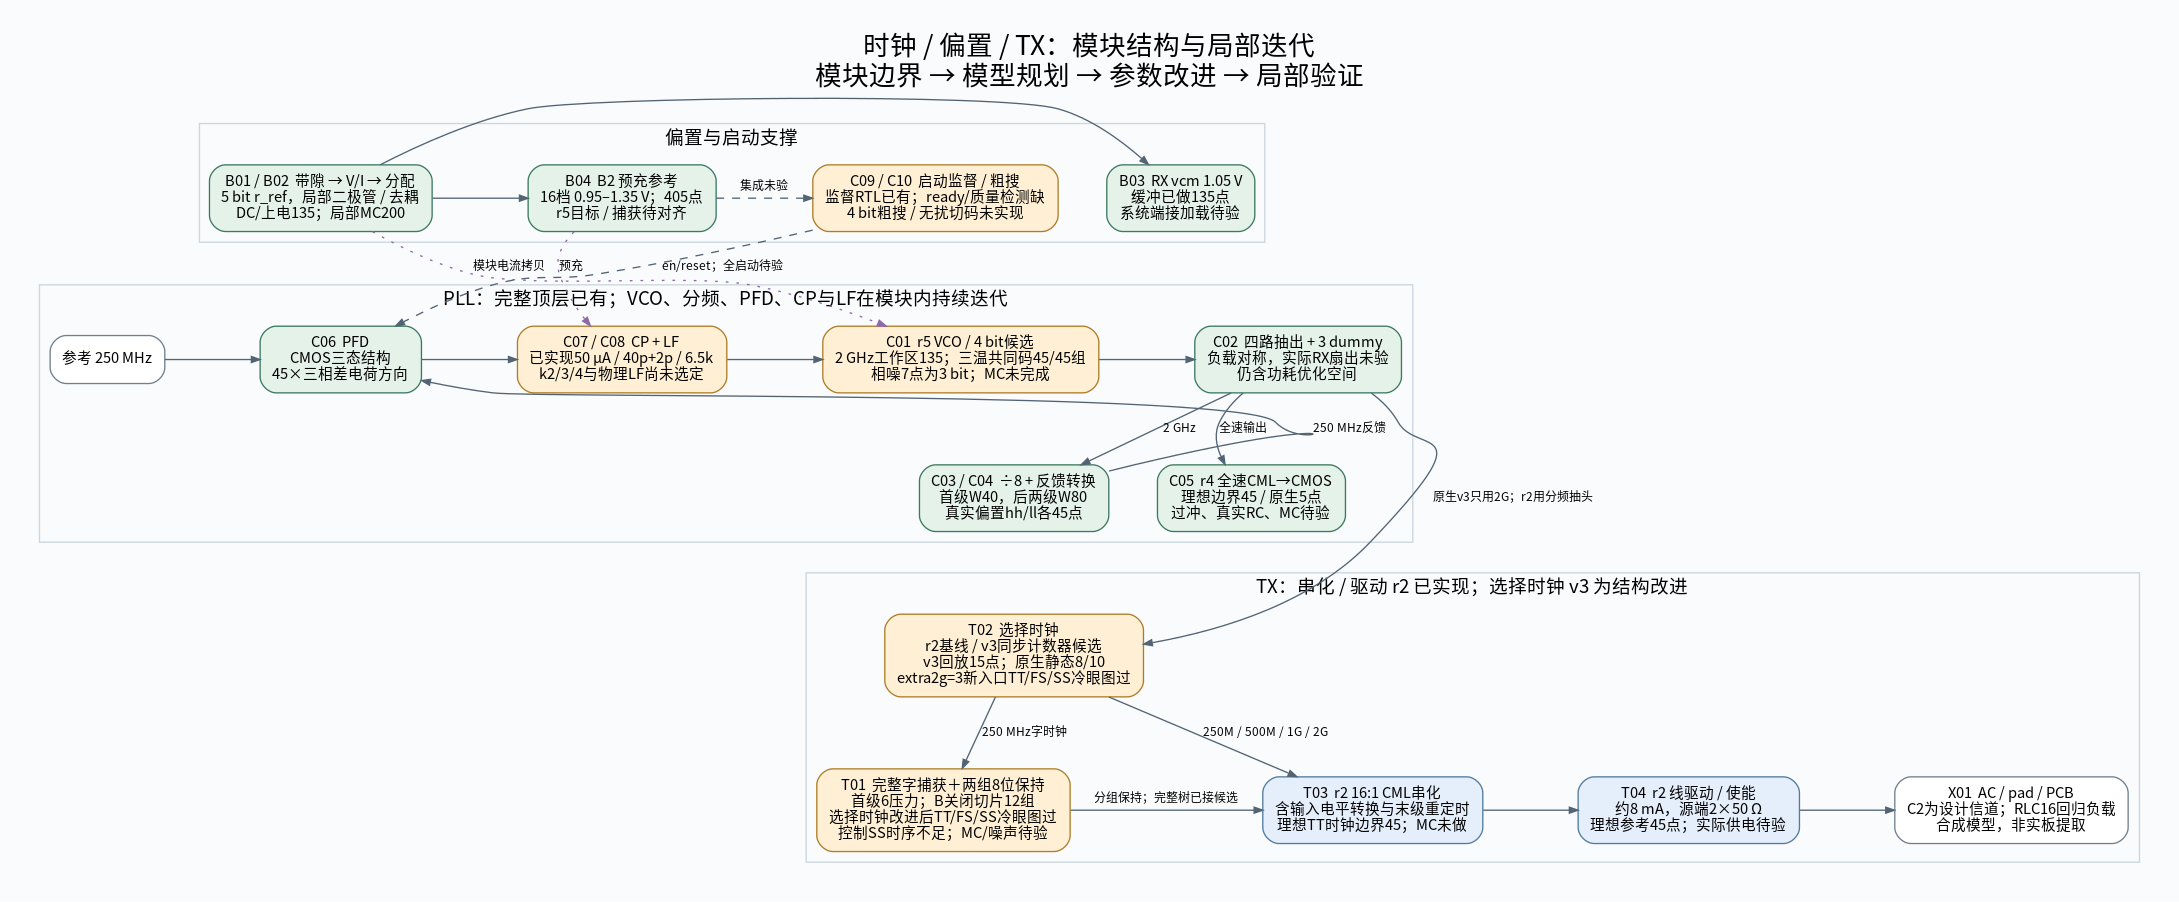 时钟 / 偏置 / TX：模块结构与局部迭代
模块边界 → 模型规划 → 参数改进 → 局部验证
偏置与启动支撑
B01 / B02 带隙 → V/I → 分配
5 bit r_ref，局部二极管 / 去耦
DC/上电135；局部MC200
B04 B2 预充参考
16档 0.95–1.35 V；405点
r5目标 / 捕获待对齐
集成未验
C09 / C10 启动监督 / 粗搜
监督RTL已有；ready/质量检测缺
4 bit粗搜 / 无扰切码未实现
B03 RX vcm 1.05 V
缓冲已做135点
系统端接加载待验
模块电流拷贝
预充
en/reset；全启动待验
PLL：完整顶层已有；VCO、分频、PFD、CP与LF在模块内持续迭代
参考 250 MHz
C06 PFD
CMOS三态结构
45×三相差电荷方向
C07 / C08 CP + LF
已实现50 μA / 40p+2p / 6.5k
k2/3/4与物理LF尚未选定
C01 r5 VCO / 4 bit候选
2 GHz工作区135；三温共同码45/45组
相噪7点为3 bit；MC未完成
C02 四路抽出 + 3 dummy
负载对称，实际RX扇出未验
仍含功耗优化空间
2 GHz
全速输出
250 MHz反馈
C03 / C04 ÷8 + 反馈转换
首级W40，后两级W80
真实偏置hh/ll各45点
C05 r4 全速CML→CMOS
理想边界45 / 原生5点
过冲、真实RC、MC待验
原生v3只用2G；r2用分频抽头
TX：串化 / 驱动 r2 已实现；选择时钟 v3 为结构改进
T02 选择时钟
r2基线 / v3同步计数器候选
v3回放15点；原生静态8/10
extra2g=3新入口TT/FS/SS冷眼图过
250 MHz字时钟
250M / 500M / 1G / 2G
T01 完整字捕获＋两组8位保持
首级6压力；B关闭切片12组
选择时钟改进后TT/FS/SS冷眼图过
控制SS时序不足；MC/噪声待验
分组保持；完整树已接候选
T03 r2 16:1 CML串化
含输入电平转换与末级重定时
理想TT时钟边界45；MC未做
T04 r2 线驱动 / 使能
约8 mA，源端2×50 Ω
理想参考45点；实际供电待验
X01 AC / pad / PCB
C2为设计信道；RLC16回归负载
合成模型，非实板提取